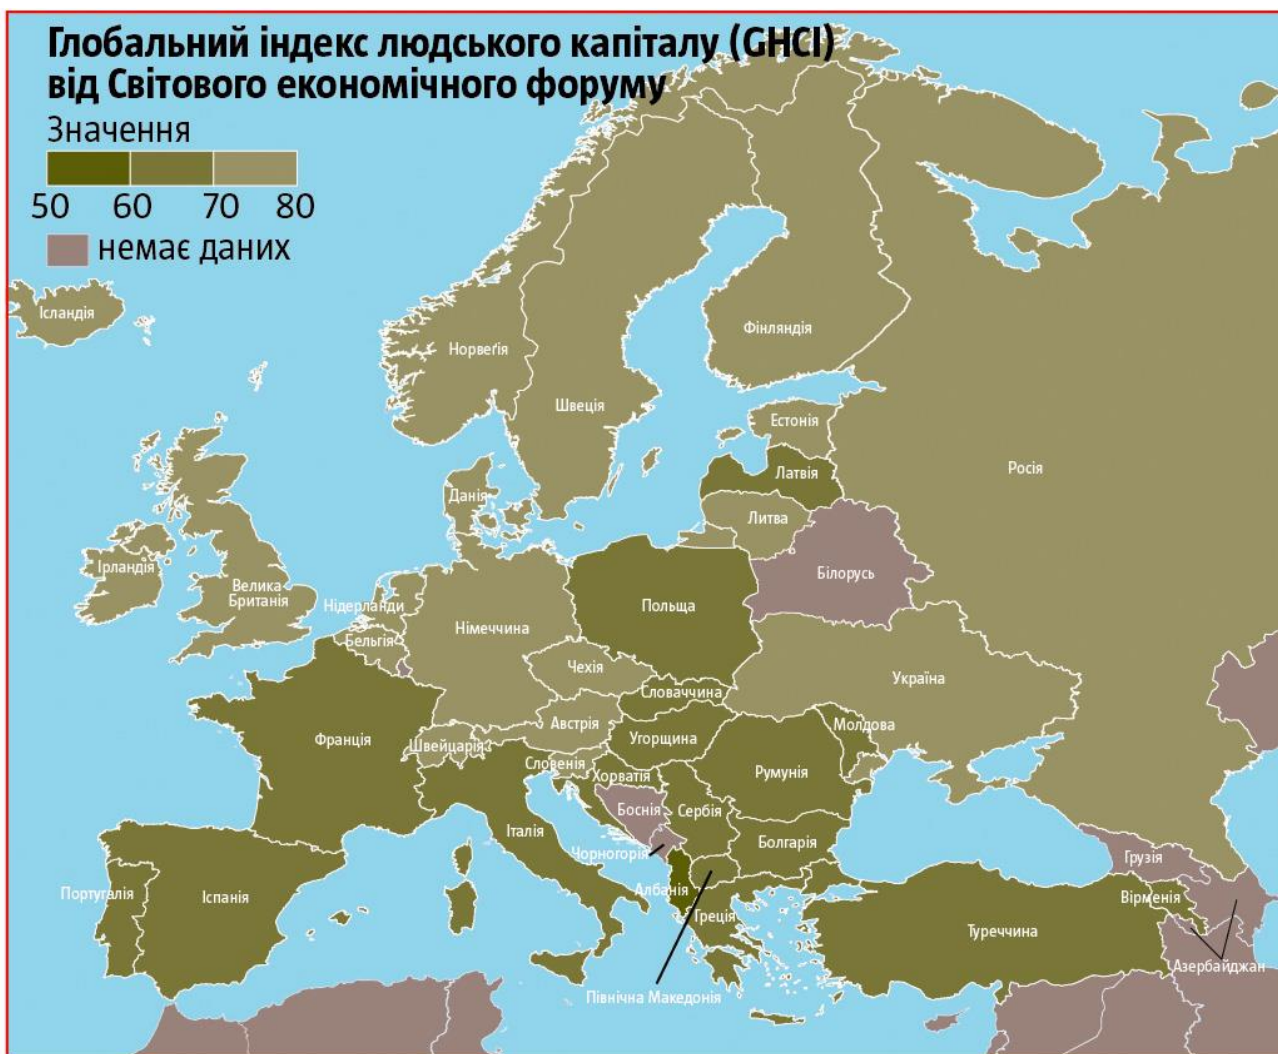 Глобальний індекс людського капіталу (GHCI)
від Світового економічного форуму
Значення
50 60 70 80
немає даних
Ісландія
Норвеґія
Фінляндія
Швеція
Естонія
Росія
Латвія
Данія
Литва
Ірландія
Білорусь
Велика
Британія
Нідерланди
Польща
Німеччина
Бельгія
Чехія
Україна
Словаччина
Австрія
Молдова
Франція
Угорщина
Швейцарія
Словенія
Румунія
Хорватія
Боснія
Сербія
Італія
Болгарія
Чорногорія
Грузія
Албанія
Португалія
Іспанія
Вірменія
Греція
Туреччина
Азербайджан
Північна Македонія